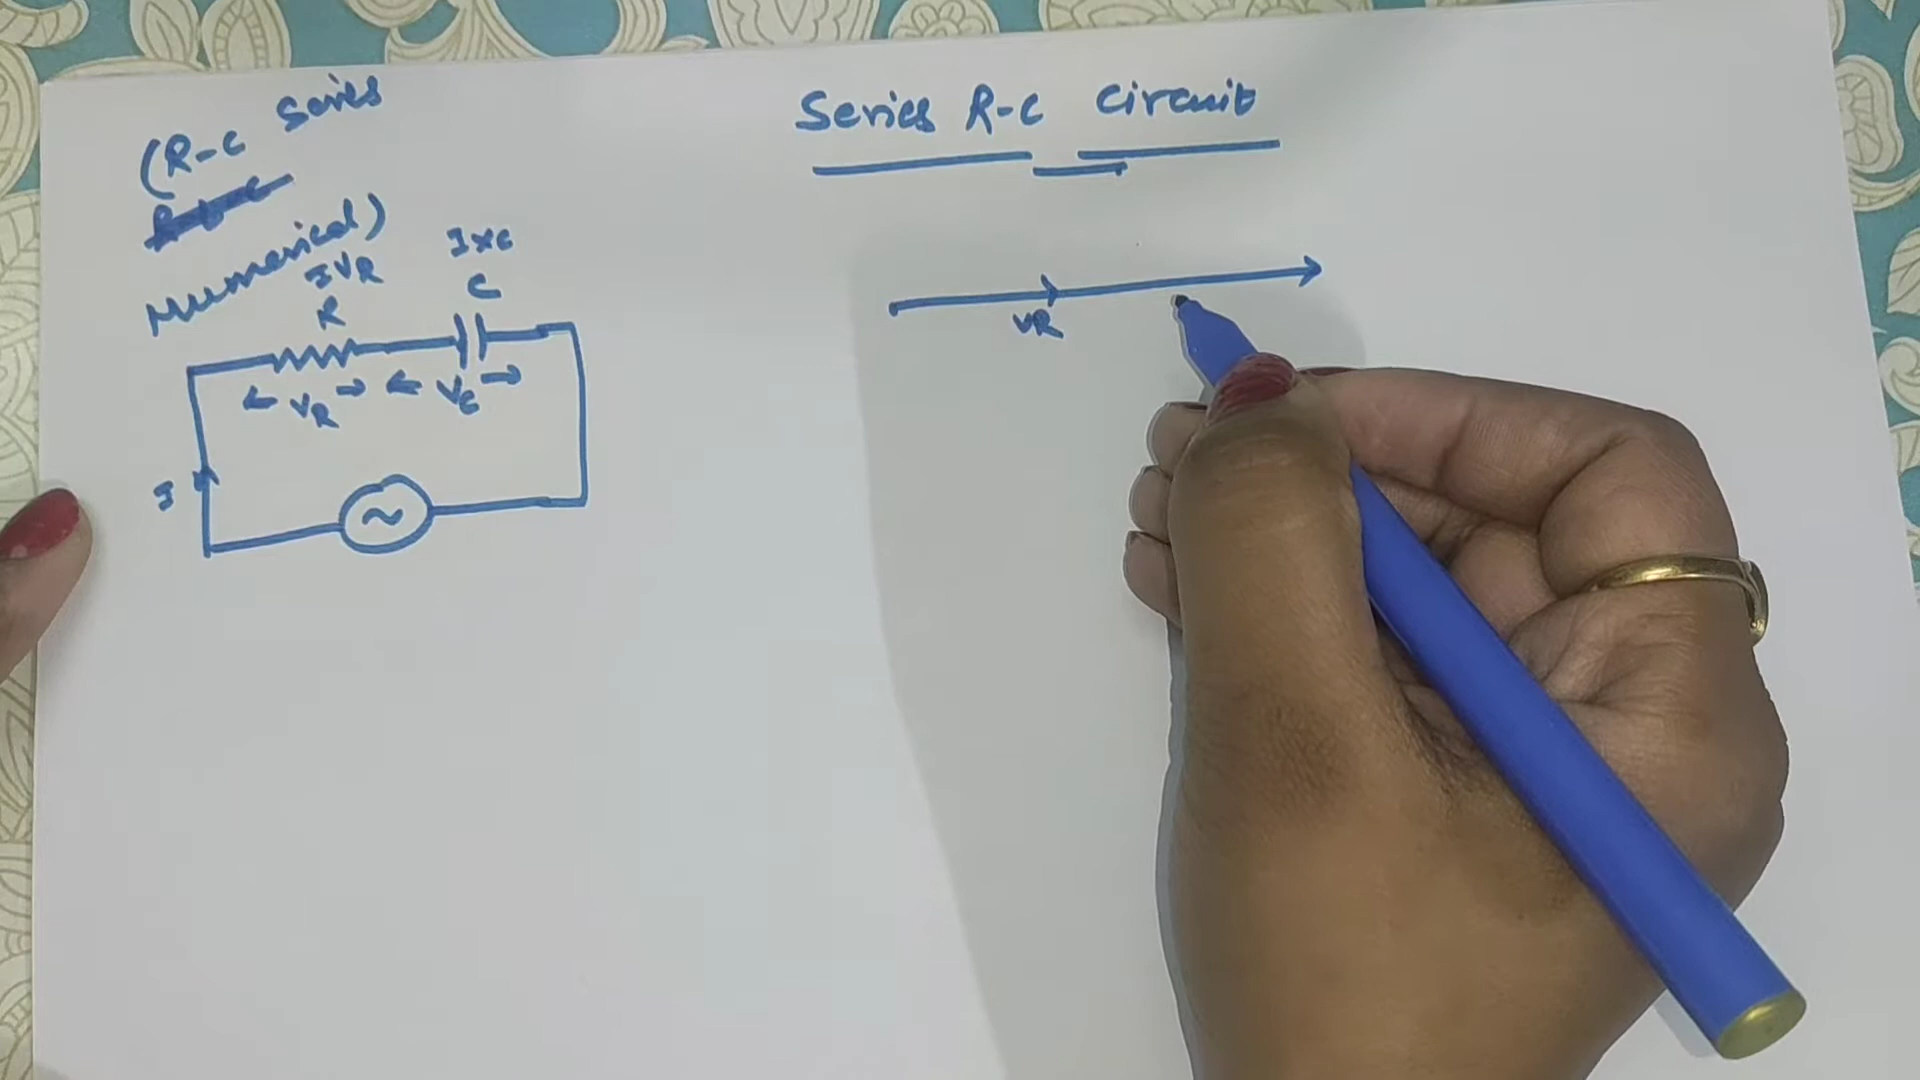 (R-C Series
Numerical)
Series R-C Circuit
IVR
IXC
R
C
VR
VC
I
~
VR